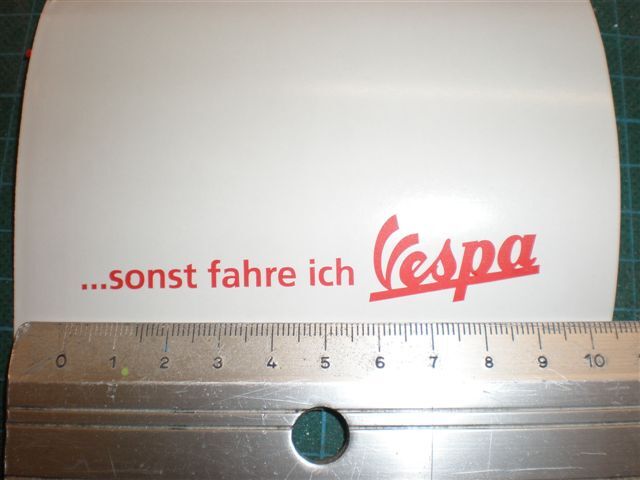 ...sonst fahre ich Vespa
0 1 2 3 4 5 6 7 8 9 10